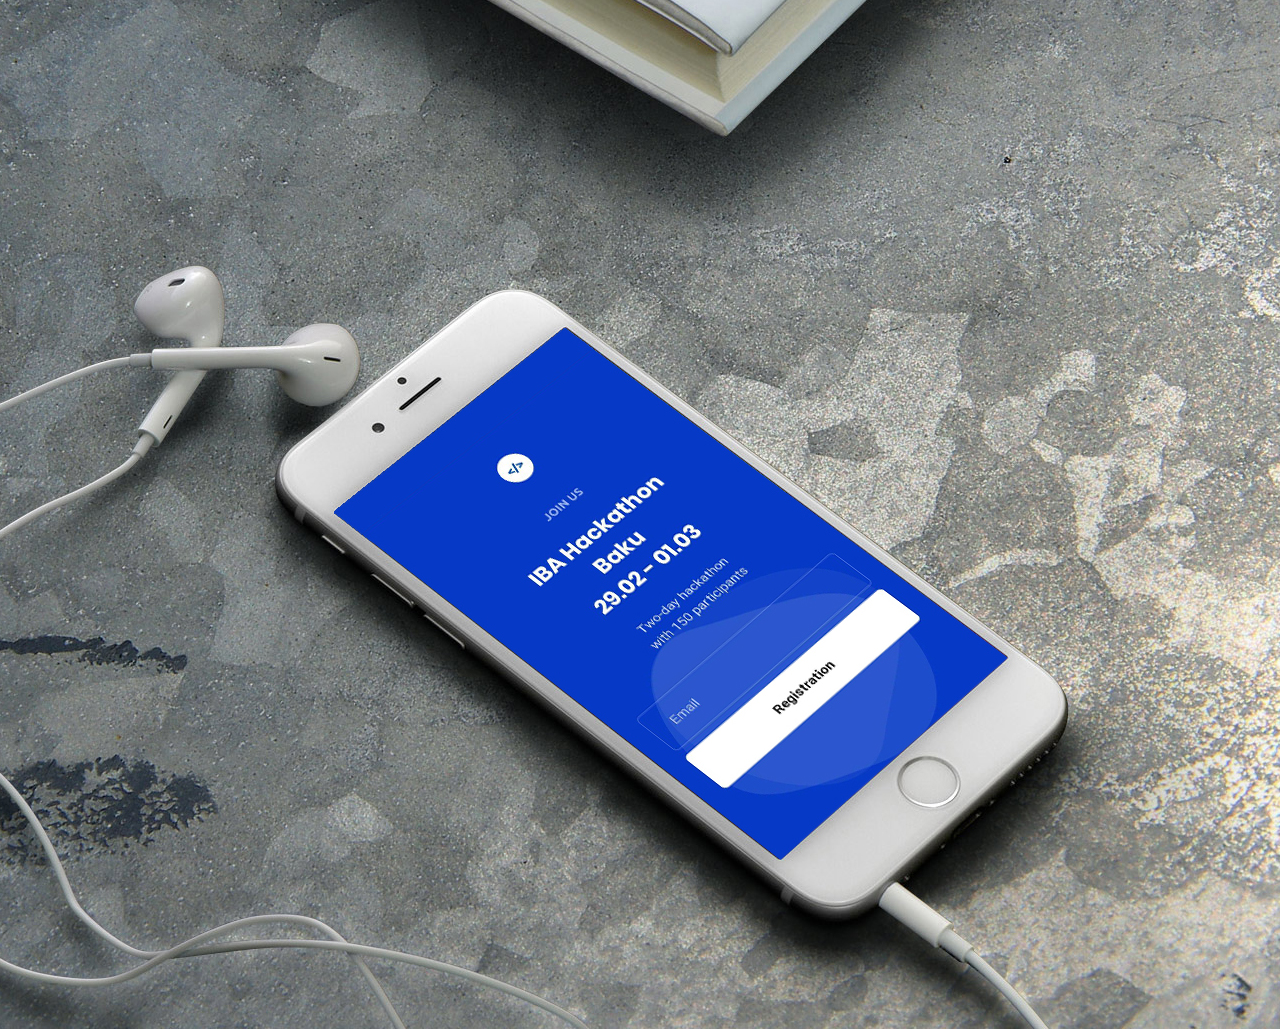 </>
JOIN US
IBA Hackathon
Baku
29.02 – 01.03
Two-day hackathon
with 150 participants
Email
Registration